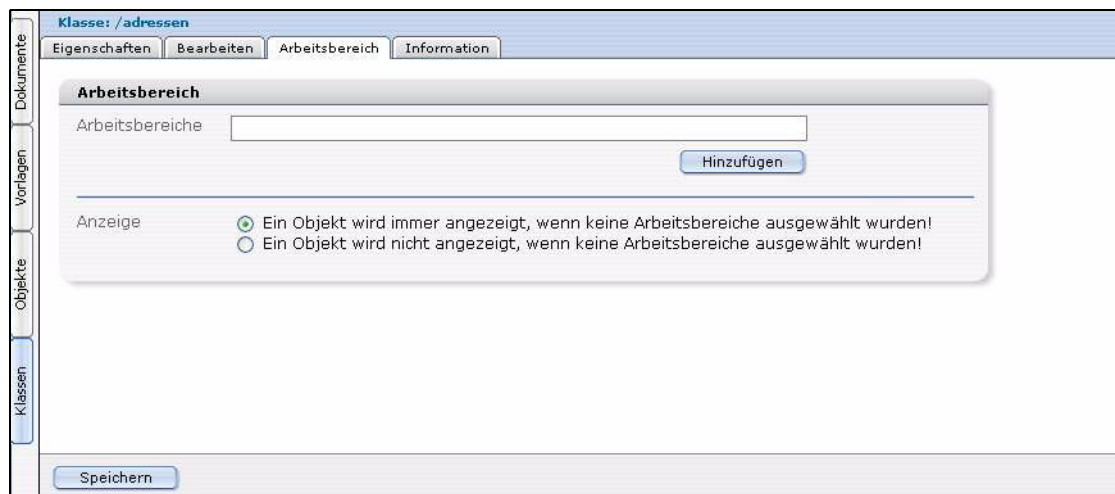 Klasse: /adressen
Eigenschaften Bearbeiten Arbeitsbereich Information
Dokumente
Vorlagen
Objekte
Klassen
Arbeitsbereich
Arbeitsbereiche
Hinzufügen
Anzeige Ein Objekt wird immer angezeigt, wenn keine Arbeitsbereiche ausgewählt wurden!
Ein Objekt wird nicht angezeigt, wenn keine Arbeitsbereiche ausgewählt wurden!
Speichern